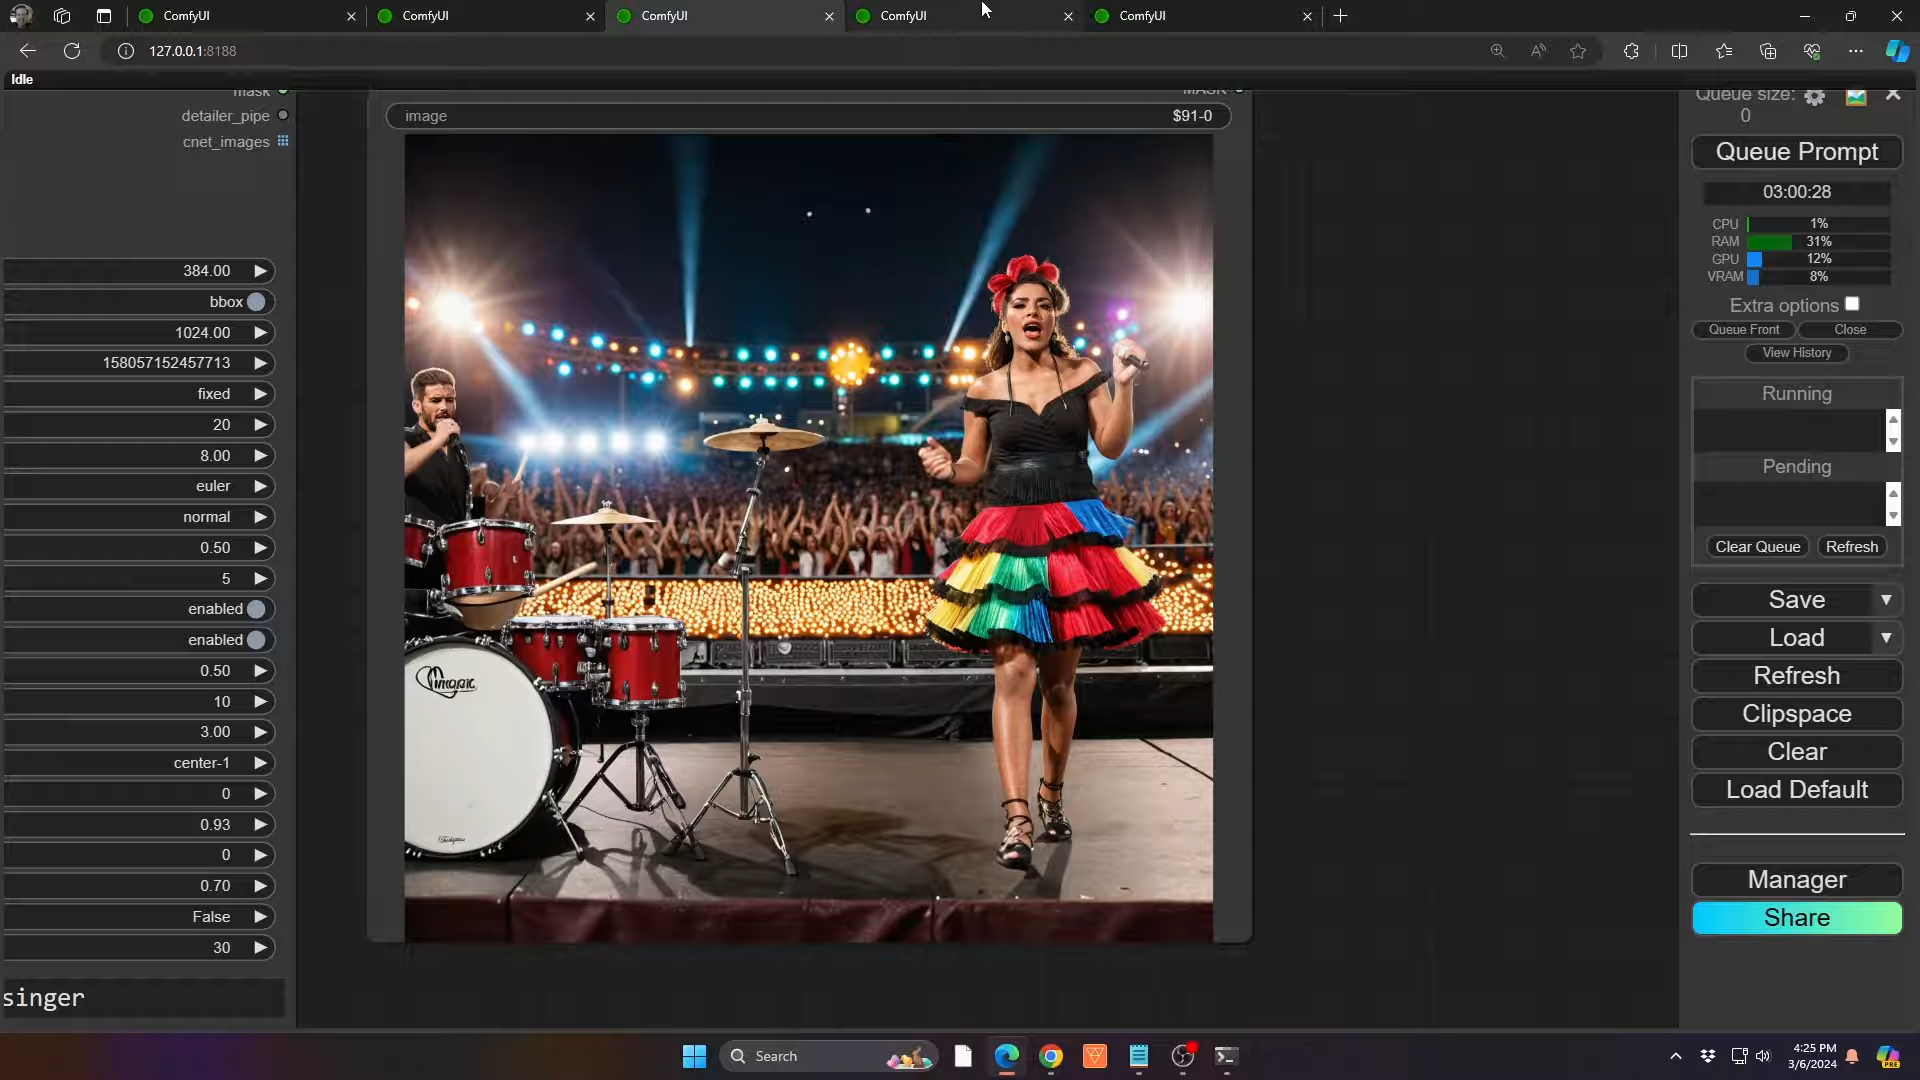 ComfyUI
ComfyUI
ComfyUI
ComfyUI
ComfyUI
127.0.0.1:8188
Idle
mask
detailer_pipe
cnet_images
384.00
bbox
1024.00
158057152457713
fixed
20
8.00
euler
normal
0.50
5
enabled
enabled
0.50
10
3.00
center-1
0
0.93
0
0.70
False
30
singer
MASK
image $91-0
Queue size:
0
Queue Prompt
03:00:28
CPU 1%
RAM 31%
GPU 12%
VRAM 8%
Extra options
Queue Front Close
View History
Running
Pending
Clear Queue Refresh
Save
Load
Refresh
Clipspace
Clear
Load Default
Manager
Share
Search
4:25 PM
3/6/2024
PRE